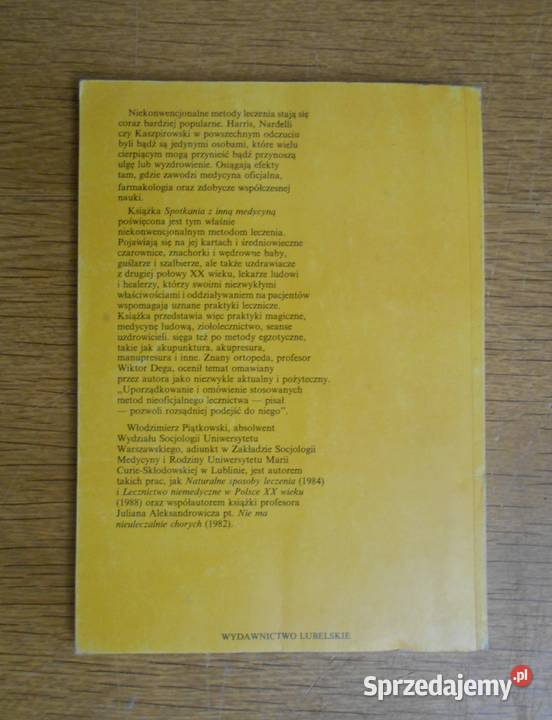 Niekonwencjonalne metody leczenia stają się
coraz bardziej popularne. Harris, Nardelli
czy Kaszpirowski w powszechnym odczuciu
byli bądź są jedynymi osobami, które wielu
cierpiącym mogą przynieść bądź przynoszą
ulgę lub wyzdrowienie. Osiągają efekty
tam, gdzie zawodzi medycyna oficjalna,
farmakologia oraz zdobycze współczesnej
nauki.
Książka Spotkania z inną medycyną
poświęcona jest tym właśnie
niekonwencjonalnym metodom leczenia.
Pojawiają się na jej kartach i średniowieczne
czarownice, znachorki i wędrowne baby,
guślarze i szalbierze, ale także uzdrawiacze
z drugiej połowy XX wieku, lekarze ludowi
i healerzy, którzy swoimi niezwykłymi
właściwościami i oddziaływaniem na pacjentów
wspomagają uznane praktyki lecznicze.
Książka przedstawia więc praktyki magiczne,
medycynę ludową, ziołolecznictwo, seanse
uzdrowicieli. sięga też po metody egzotyczne,
takie jak akupunktura, akupresura,
manupresura i inne. Znany ortopeda, profesor
Wiktor Dega, ocenił temat omawiany
przez autora jako niezwykle aktualny i pożyteczny.
„Uporządkowanie i omówienie stosowanych
metod nieoficjalnego lecznictwa — pisał
— pozwoli rozsądniej podejść do niego”.
Włodzimierz Piątkowski, absolwent
Wydziału Socjologii Uniwersytetu
Warszawskiego, adiunkt w Zakładzie Socjologii
Medycyny i Rodziny Uniwersytetu Marii
Curie-Skłodowskiej w Lublinie, jest autorem
takich prac, jak Naturalne sposoby leczenia (1984)
i Lecznictwo niemedyczne w Polsce XX wieku
(1988) oraz współautorem książki profesora
Juliana Aleksandrowicza pt. Nie ma
nieuleczalnie chorych (1982).
WYDAWNICTWO LUBELSKIE
Sprzedajemy.pl